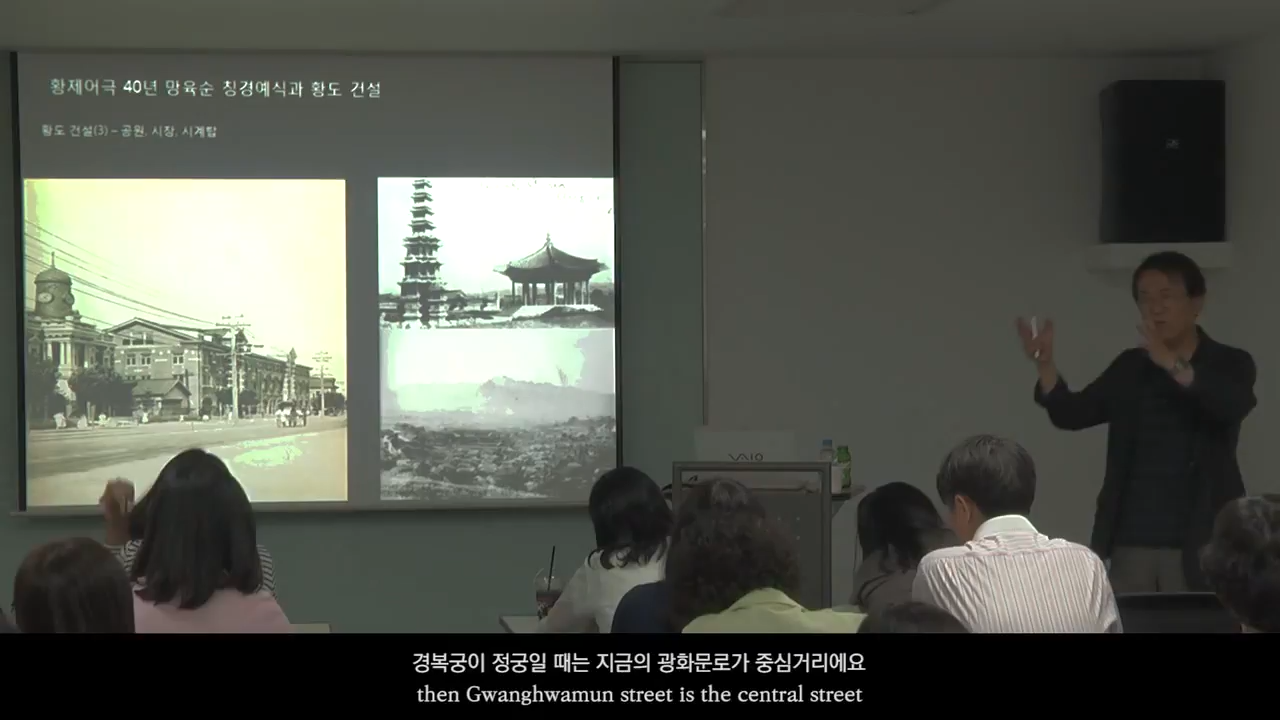 황제어극 40년 망육순 칭경예식과 황도 건설
황도 건설(3) – 공원, 시장, 시계탑
VAIO
경복궁이 정궁일 때는 지금의 광화문로가 중심거리에요
then Gwanghwamun street is the central street